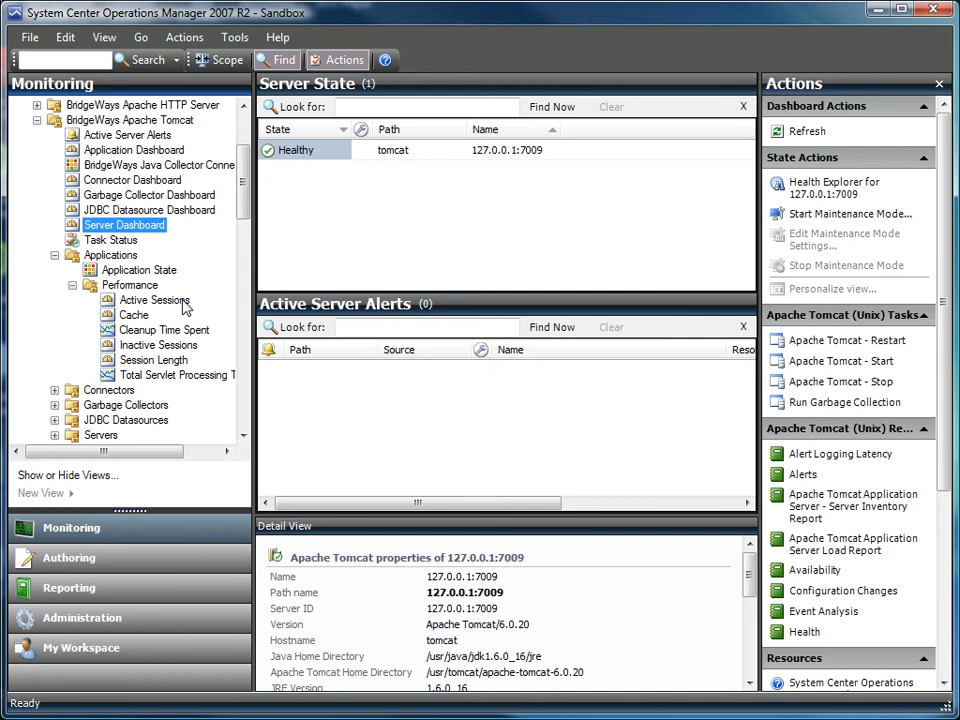 System Center Operations Manager 2007 R2 - Sandbox
File Edit View Go Actions Tools Help
Search Scope Find Actions
Monitoring
BridgeWays Apache HTTP Server
BridgeWays Apache Tomcat
Active Server Alerts
Application Dashboard
BridgeWays Java Collector Conne
Connector Dashboard
Garbage Collector Dashboard
JDBC Datasource Dashboard
Server Dashboard
Task Status
Applications
Application State
Performance
Active Sessions
Cache
Cleanup Time Spent
Inactive Sessions
Session Length
Total Servlet Processing T
Connectors
Garbage Collectors
JDBC Datasources
Servers
Show or Hide Views...
New View
Monitoring
Authoring
Reporting
Administration
My Workspace
Server State (1)
Look for: Find Now Clear X
State Path Name
Healthy tomcat 127.0.0.1:7009
Active Server Alerts (0)
Look for: Find Now Clear X
Path Source Name Reso
Detail View
Apache Tomcat properties of 127.0.0.1:7009
Name 127.0.0.1:7009
Path name 127.0.0.1:7009
Server ID 127.0.0.1:7009
Version Apache Tomcat/6.0.20
Hostname tomcat
Java Home Directory /usr/java/jdk1.6.0_16/jre
Apache Tomcat Home Directory /usr/tomcat/apache-tomcat-6.0.20
JRE Version 1.6.0_16
Actions
Dashboard Actions
Refresh
State Actions
Health Explorer for
127.0.0.1:7009
Start Maintenance Mode...
Edit Maintenance Mode
Settings...
Stop Maintenance Mode
Personalize view...
Apache Tomcat (Unix) Tasks
Apache Tomcat - Restart
Apache Tomcat - Start
Apache Tomcat - Stop
Run Garbage Collection
Apache Tomcat (Unix) Re...
Alert Logging Latency
Alerts
Apache Tomcat Application
Server - Server Inventory
Report
Apache Tomcat Application
Server Load Report
Availability
Configuration Changes
Event Analysis
Health
Resources
System Center Operations
Ready